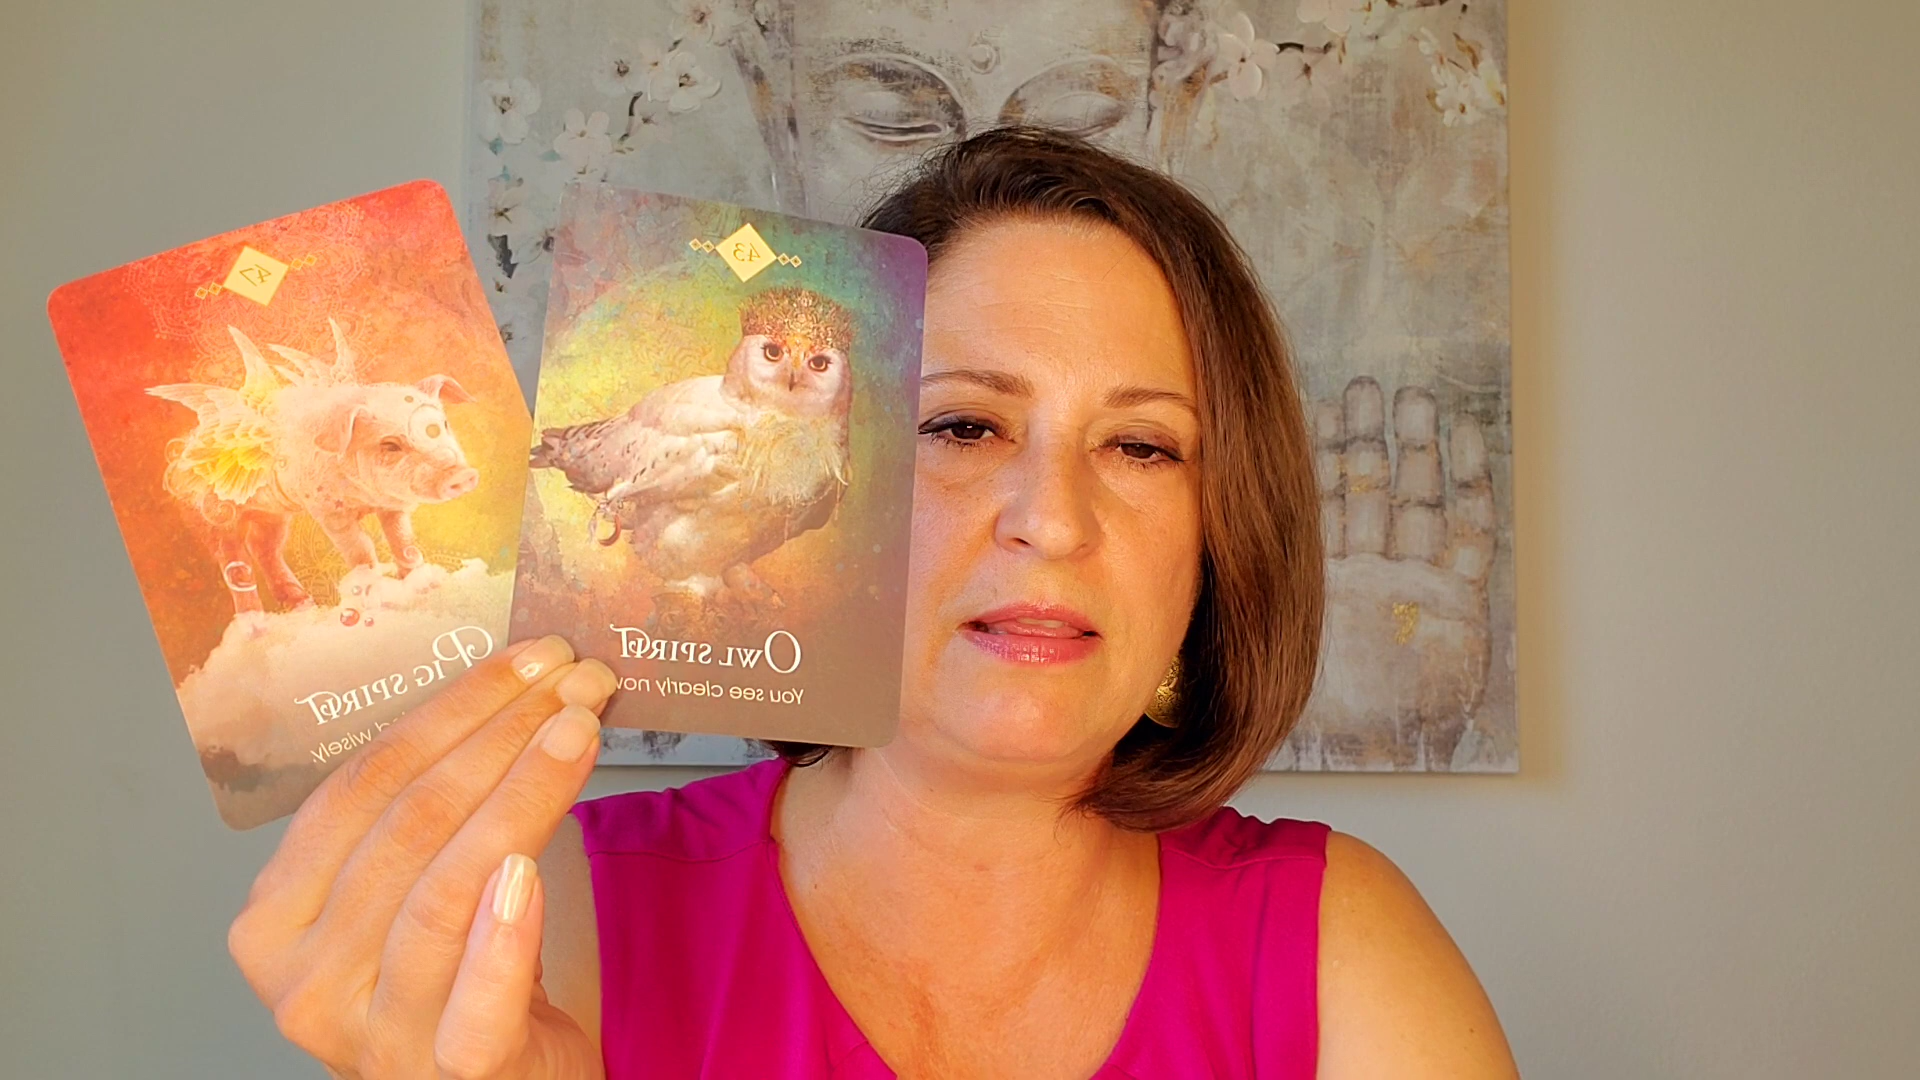 47
Pig spirit
wisely.
43
Owl spirit
You see clearly now